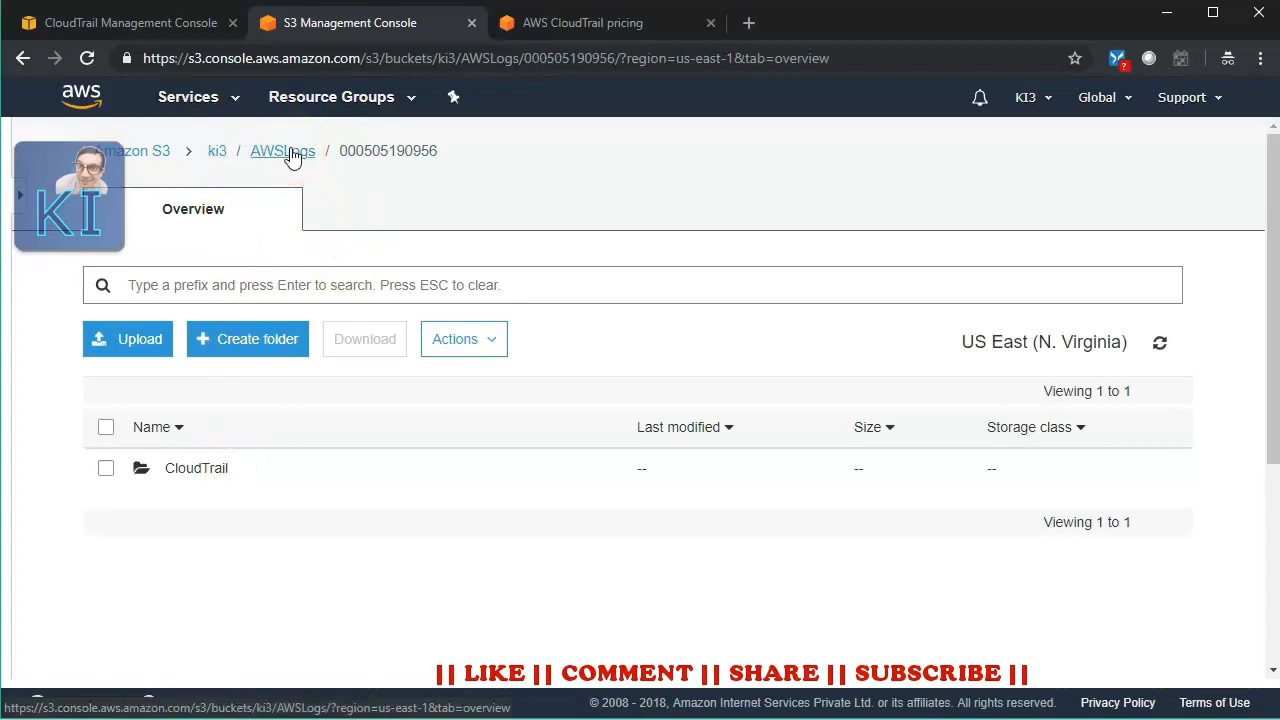 CloudTrail Management Console
S3 Management Console
AWS CloudTrail pricing
https://s3.console.aws.amazon.com/s3/buckets/ki3/AWSLogs/000505190956/?region=us-east-1&tab=overview
?
aws
Services
Resource Groups
KI3
Global
Support
Amazon S3 > ki3 / AWSLogs / 000505190956
KI
Overview
Type a prefix and press Enter to search. Press ESC to clear.
Upload
+ Create folder
Download
Actions
US East (N. Virginia)
Viewing 1 to 1
Name
Last modified
Size
Storage class
CloudTrail
--
--
--
Viewing 1 to 1
|| LIKE || COMMENT || SHARE || SUBSCRIBE ||
https://s3.console.aws.amazon.com/s3/buckets/ki3/AWSLogs/?region=us-east-1&tab=overview
© 2008 - 2018, Amazon Internet Services Private Ltd. or its affiliates. All rights reserved.
Privacy Policy
Terms of Use